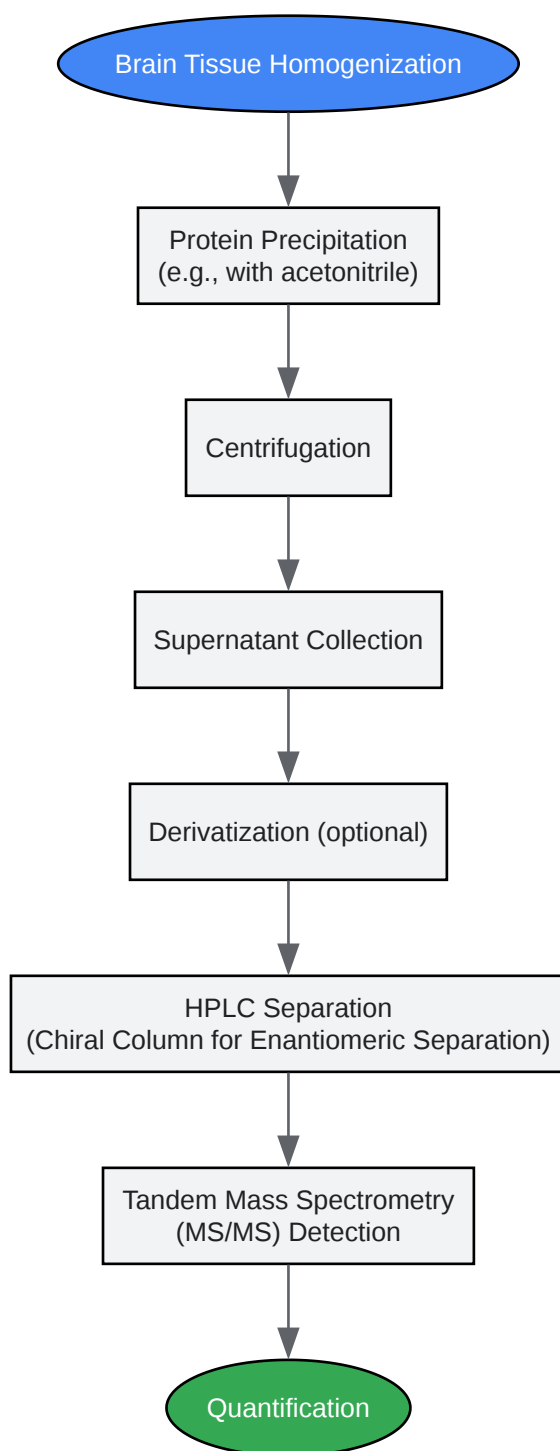 Brain Tissue Homogenization
Protein Precipitation
(e.g., with acetonitrile)
Centrifugation
Supernatant Collection
Derivatization (optional)
HPLC Separation
(Chiral Column for Enantiomeric Separation)
Tandem Mass Spectrometry
(MS/MS) Detection
Quantification